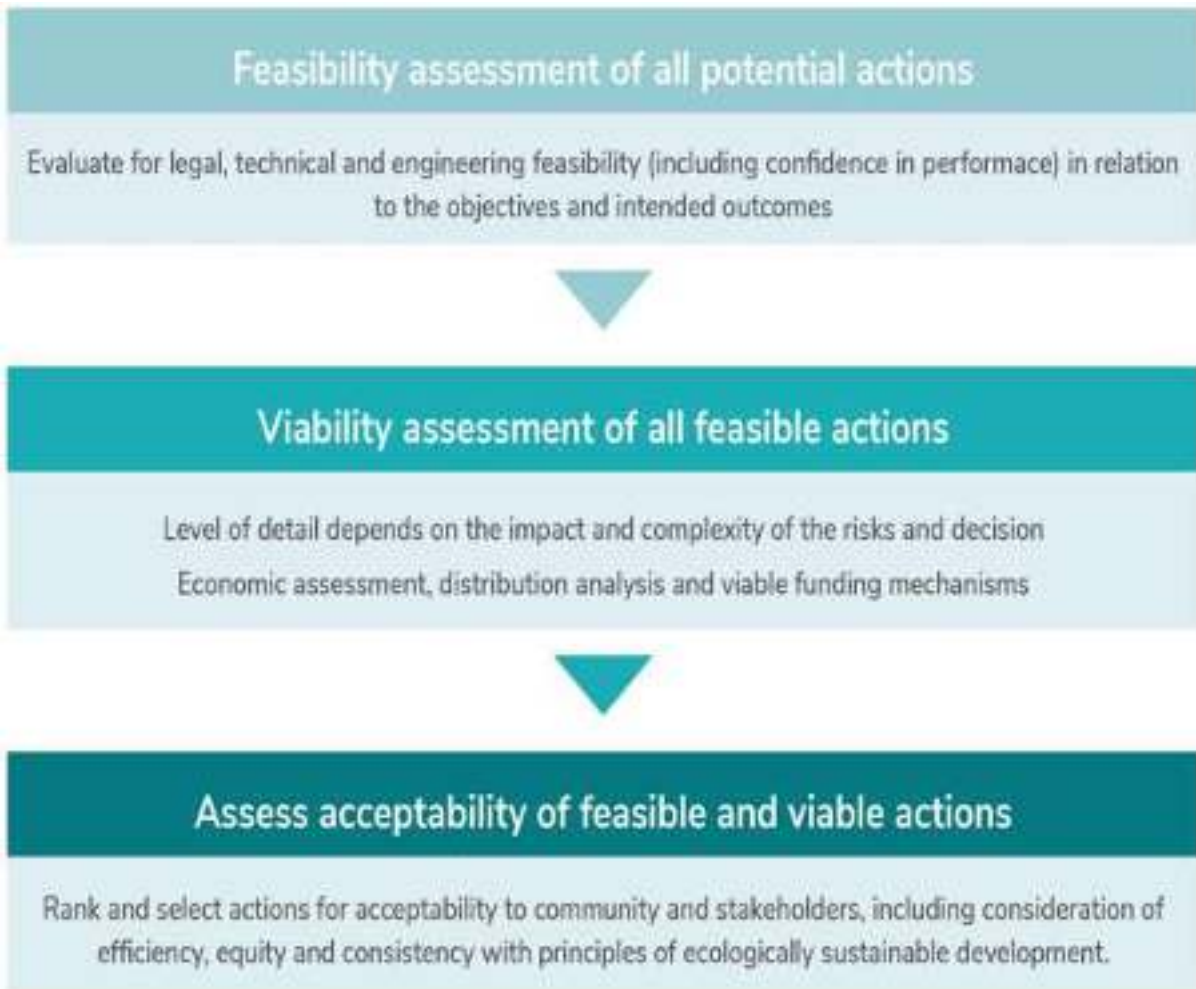 Feasibility assessment of all potential actions
Evaluate for legal, technical and engineering feasibility (including confidence in performace) in relation
to the objectives and intended outcomes
Viability assessment of all feasible actions
Level of detail depends on the impact and complexity of the risks and decision
Economic assessment, distribution analysis and viable funding mechanisms
Assess acceptability of feasible and viable actions
Rank and select actions for acceptability to community and stakeholders, including consideration of
efficiency, equity and consistency with principles of ecologically sustainable development.